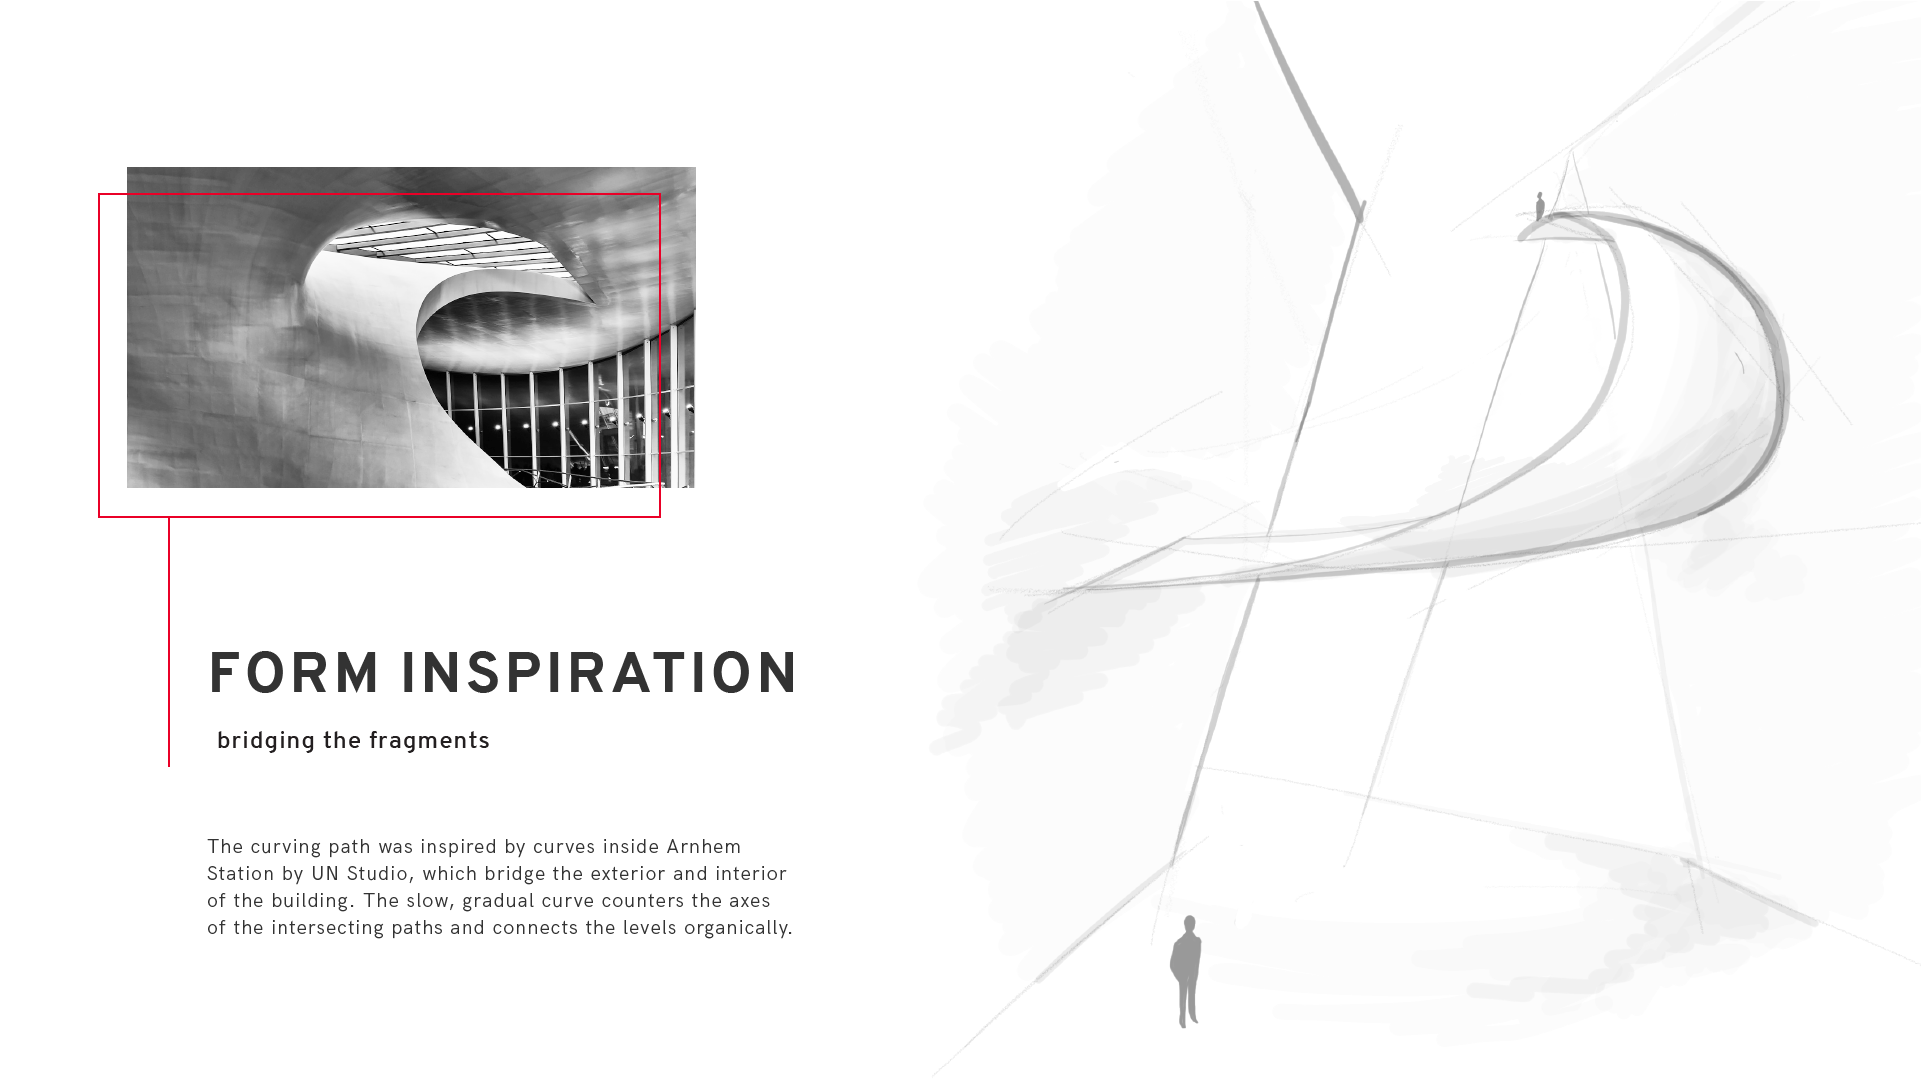 FORM INSPIRATION
bridging the fragments
The curving path was inspired by curves inside Arnhem
Station by UN Studio, which bridge the exterior and interior
of the building. The slow, gradual curve counters the axes
of the intersecting paths and connects the levels organically.